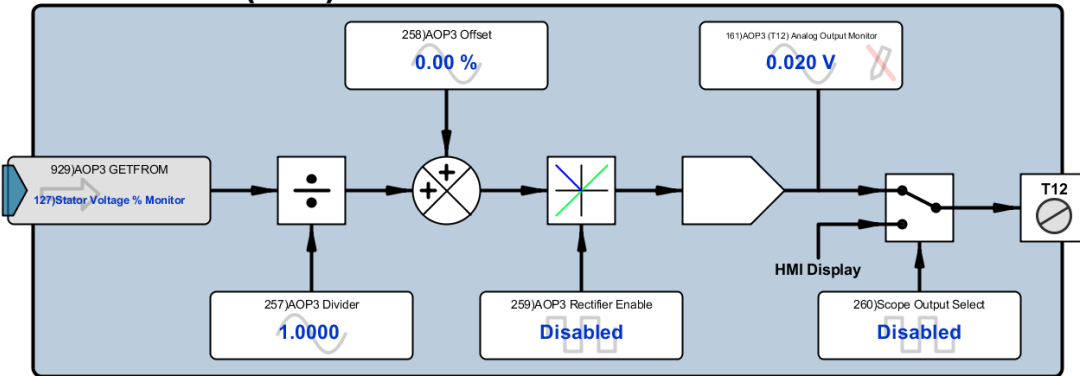 258)AOP3 Offset
0.00 %
161)AOP3 (T12) Analog Output Monitor
0.020 V
929)AOP3 GETFROM
127)Stator Voltage % Monitor
T12
HMI Display
257)AOP3 Divider
1.0000
259)AOP3 Rectifier Enable
Disabled
260)Scope Output Select
Disabled